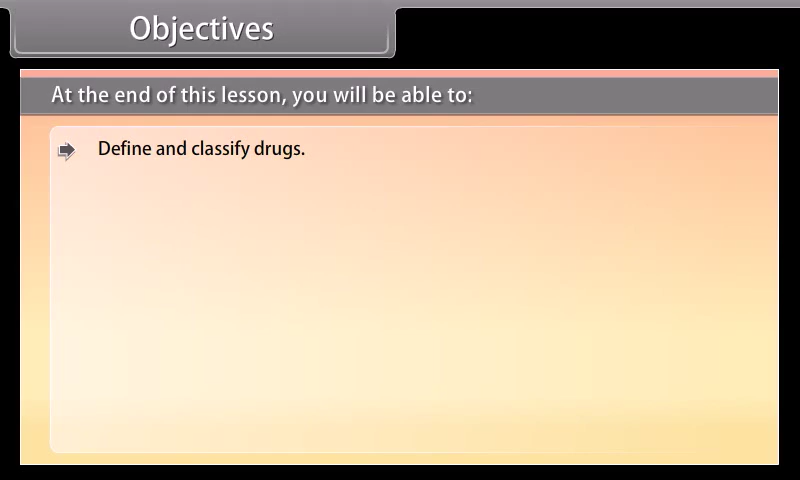 Objectives
At the end of this lesson, you will be able to:
Define and classify drugs.